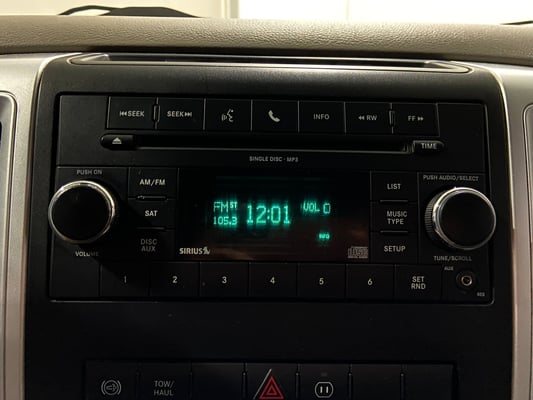 SEEK SEEK INFO RW FF
SINGLE DISC · MP3 TIME
PUSH ON
VOLUME
AM/FM
SAT
DISC
AUX
FM ST
105.3
12:01
VOL 0
SIRIUS
LIST
MUSIC
TYPE
SETUP
PUSH AUDIO/SELECT
TUNE/SCROLL
1 2 3 4 5 6 SET
RND
AUX
RES
TOW/
HAUL